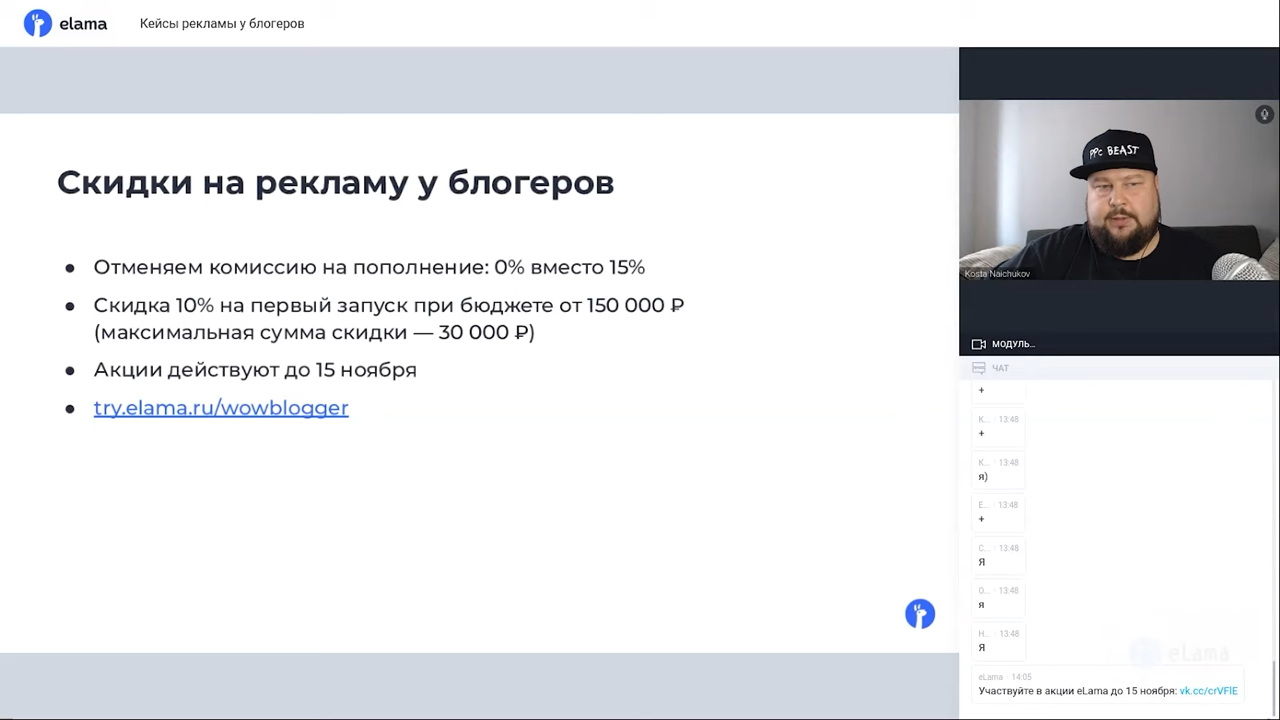 elama
Кейсы рекламы у блогеров
Скидки на рекламу у блогеров
● Отменяем комиссию на пополнение: 0% вместо 15%
● Скидка 10% на первый запуск при бюджете от 150 000 ₽
(максимальная сумма скидки — 30 000 ₽)
● Акции действуют до 15 ноября
● try.elama.ru/wowblogger
PPC BEAST
Kosta Naichukov
МОДУЛЬ...
ЧАТ
+
К... · 13:48
+
К... · 13:48
я)
Е... · 13:48
+
С... · 13:48
Я
О... · 13:48
я
Н... · 13:48
Я
eLama
eLama · 14:05
Участвуйте в акции eLama до 15 ноября: vk.cc/crVFlE